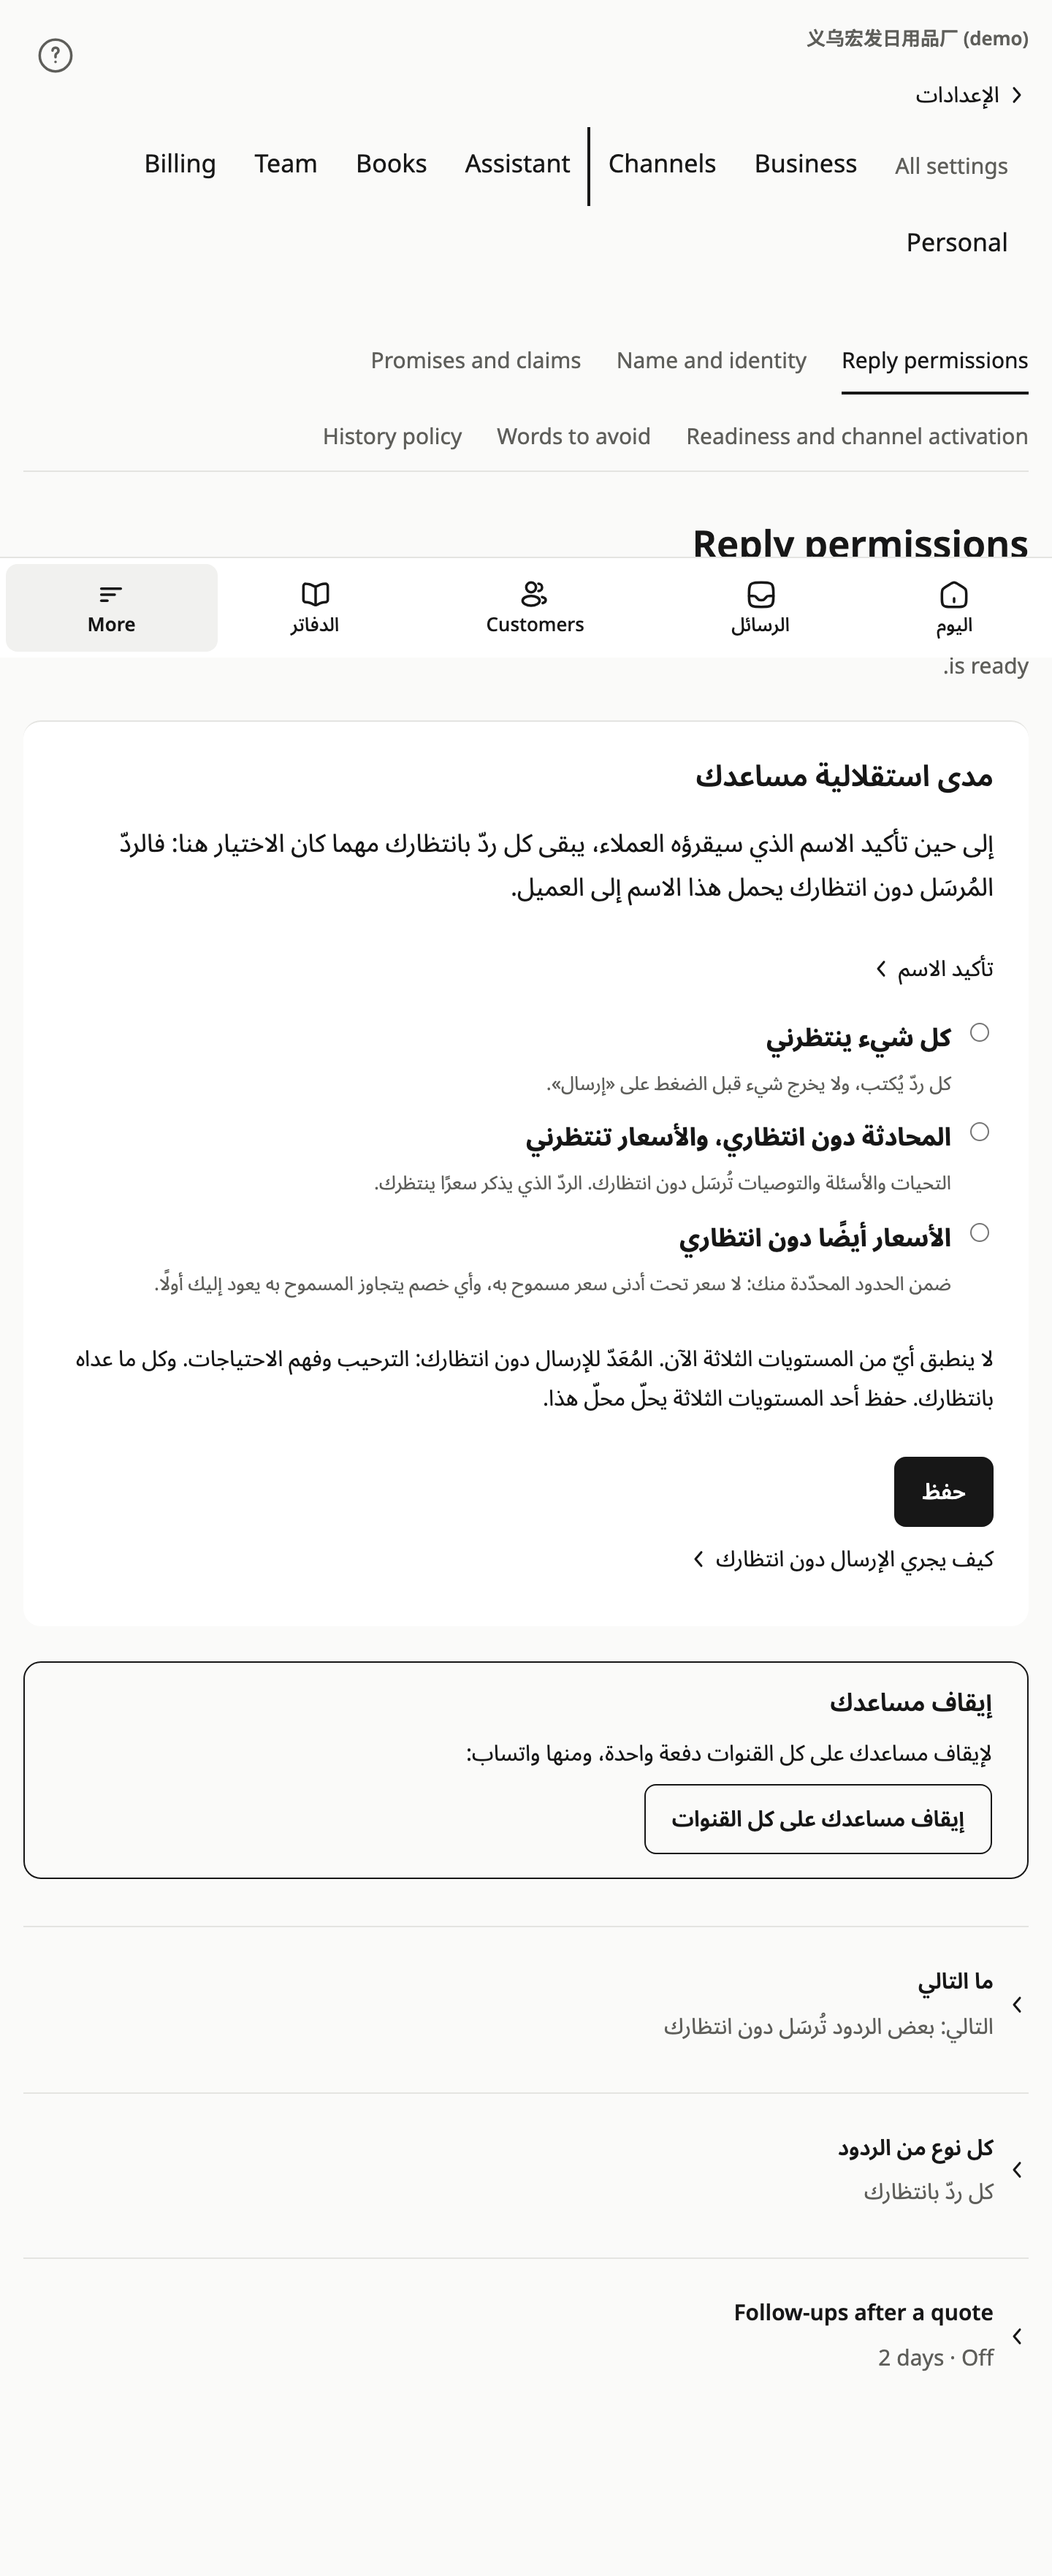 义乌宏发日用品厂 (demo)
الإعدادات
All settings Business Channels Assistant Books Team Billing
Personal
Reply permissions Name and identity Promises and claims
Readiness and channel activation Words to avoid History policy
Reply permissions
اليوم الرسائل Customers الدفاتر More
is ready.
مدى استقلالية مساعدك
إلى حين تأكيد الاسم الذي سيقرؤه العملاء، يبقى كل ردّ بانتظارك مهما كان الاختيار هنا: فالردّ
المُرسَل دون انتظارك يحمل هذا الاسم إلى العميل.
تأكيد الاسم
كل شيء ينتظرني
كل ردّ يُكتب، ولا يخرج شيء قبل الضغط على «إرسال».
المحادثة دون انتظاري، والأسعار تنتظرني
التحيات والأسئلة والتوصيات تُرسَل دون انتظارك. الردّ الذي يذكر سعرًا ينتظرك.
الأسعار أيضًا دون انتظاري
ضمن الحدود المحدّدة منك: لا سعر تحت أدنى سعر مسموح به، وأي خصم يتجاوز المسموح به يعود إليك أولًا.
لا ينطبق أيّ من المستويات الثلاثة الآن. المُعَدّ للإرسال دون انتظارك: الترحيب وفهم الاحتياجات. وكل ما عداه
بانتظارك. حفظ أحد المستويات الثلاثة يحلّ محلّ هذا.
حفظ
كيف يجري الإرسال دون انتظارك
إيقاف مساعدك
لإيقاف مساعدك على كل القنوات دفعة واحدة، ومنها واتساب:
إيقاف مساعدك على كل القنوات
ما التالي
التالي: بعض الردود تُرسَل دون انتظارك
كل نوع من الردود
كل ردّ بانتظارك
Follow-ups after a quote
2 days · Off